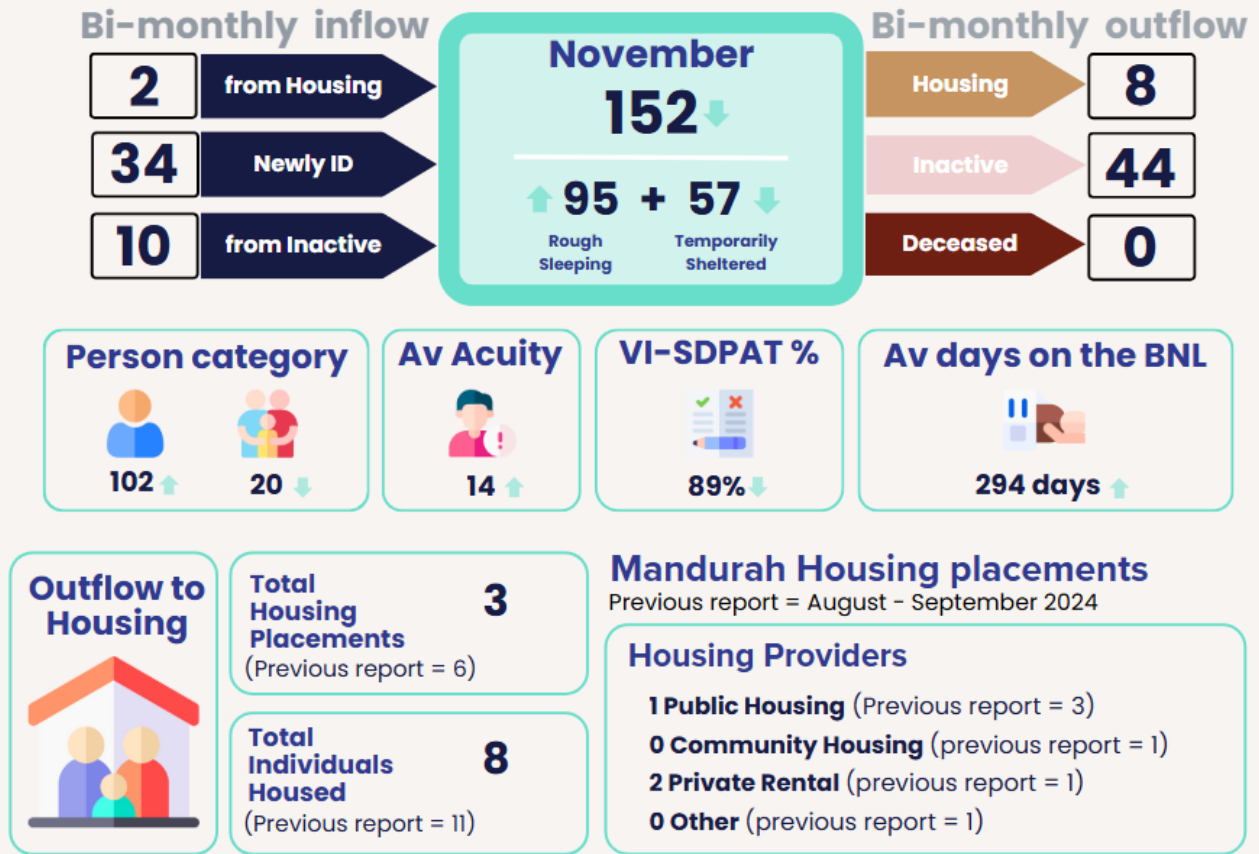 Bi-monthly inflow
2
from Housing
34
Newly ID
10
from Inactive
November
152
95 + 57
Rough
Sleeping
Temporarily
Sheltered
Bi-monthly outflow
Housing
8
Inactive
44
Deceased
0
Person category
102
20
Av Acuity
14
VI-SDPAT %
89%
Av days on the BNL
294 days
Outflow to
Housing
Total
Housing
Placements
3
(Previous report = 6)
Total
Individuals
Housed
8
(Previous report = 11)
Mandurah Housing placements
Previous report = August - September 2024
Housing Providers
1 Public Housing (Previous report = 3)
0 Community Housing (previous report = 1)
2 Private Rental (previous report = 1)
0 Other (previous report = 1)